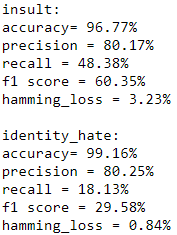 insult:
accuracy= 96.77%
precision = 80.17%
recall = 48.38%
f1 score = 60.35%
hamming_loss = 3.23%

identity_hate:
accuracy= 99.16%
precision = 80.25%
recall = 18.13%
f1 score = 29.58%
hamming_loss = 0.84%